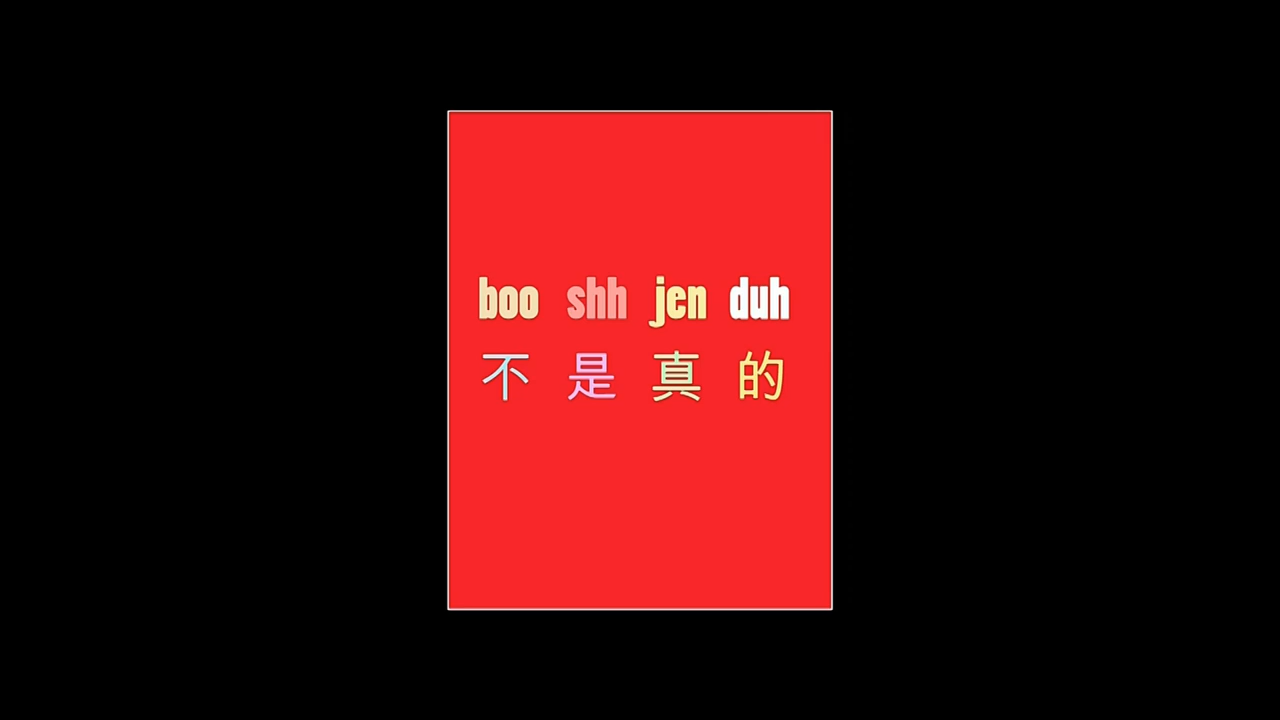 boo shh jen duh
不 是 真 的